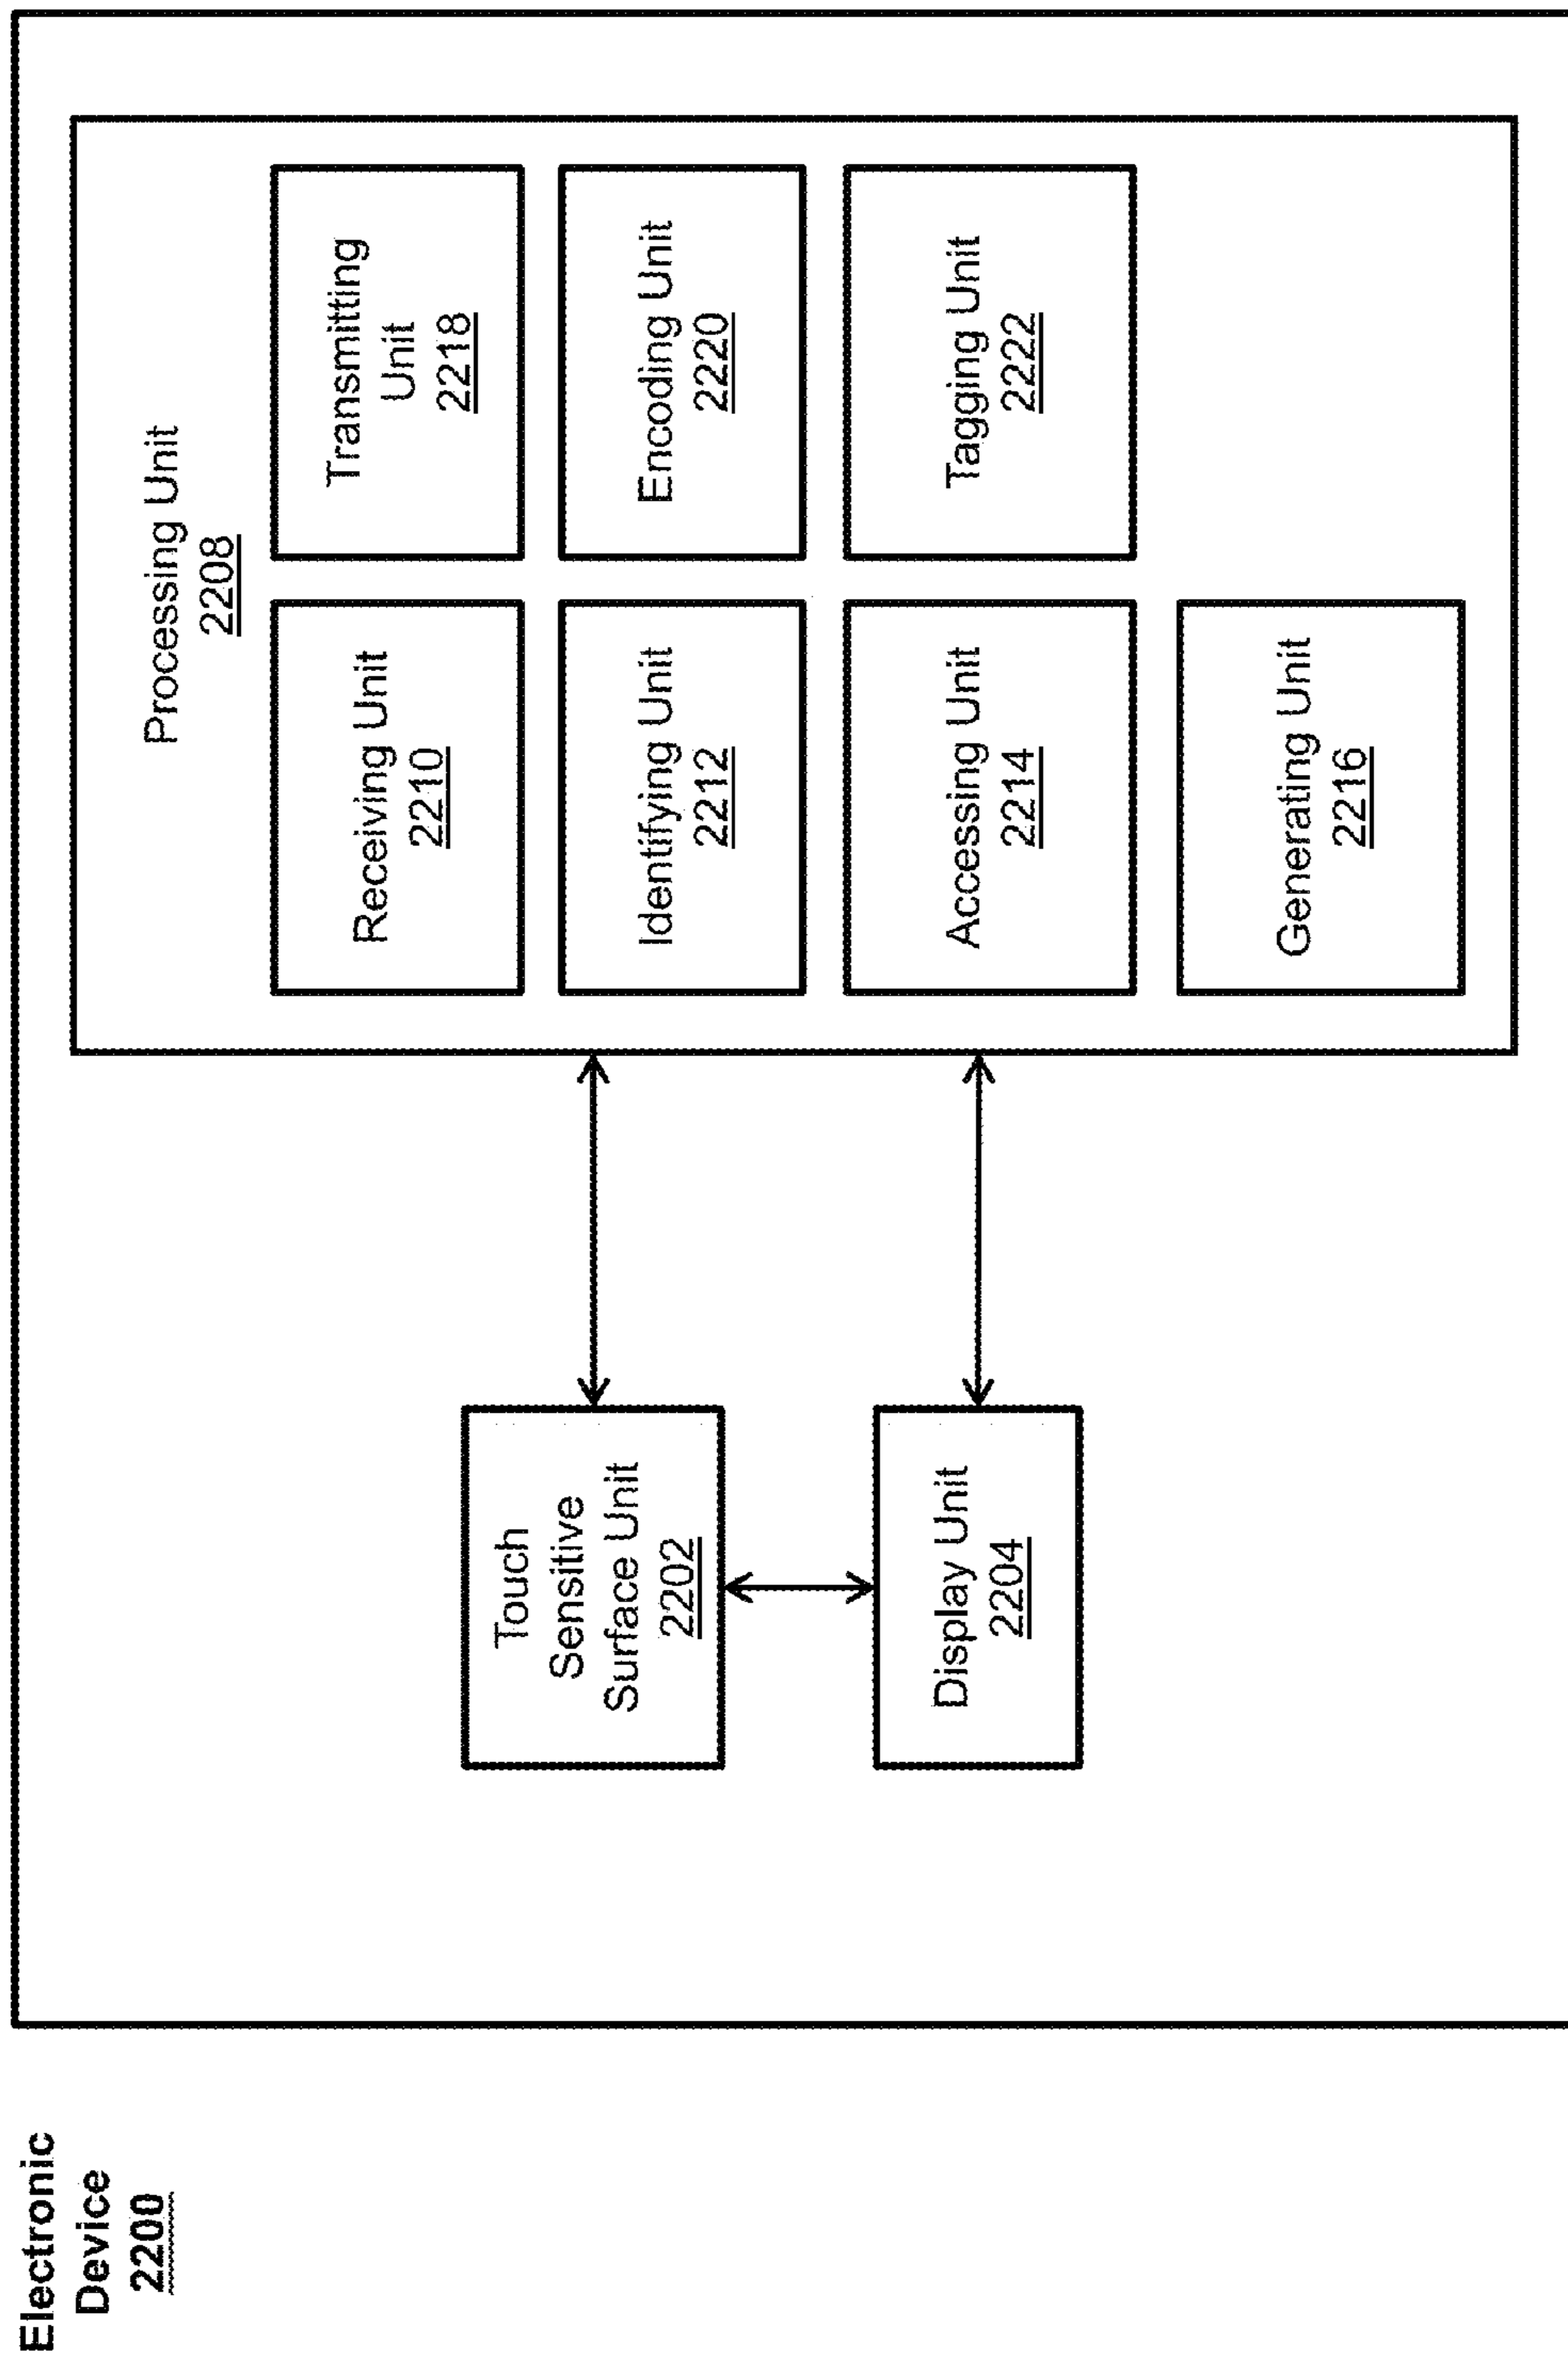 Electronic
Device
2200
Processing Unit
2208
Touch
Sensitive
Surface Unit
2202
Display Unit
2204
Receiving Unit
2210
Transmitting
Unit
2218
Identifying Unit
2212
Encoding Unit
2220
Accessing Unit
2214
Tagging Unit
2222
Generating Unit
2216